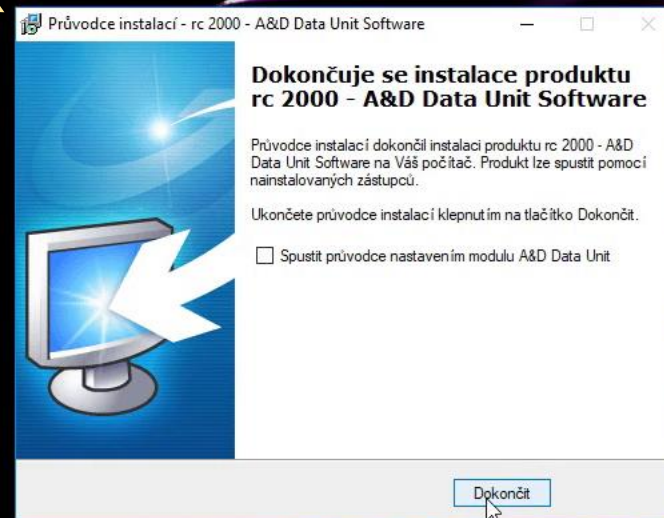 Průvodce instalací - rc 2000 - A&D Data Unit Software
Dokončuje se instalace produktu
rc 2000 - A&D Data Unit Software
Průvodce instalací dokončil instalaci produktu rc 2000 - A&D
Data Unit Software na Váš počítač. Produkt lze spustit pomocí
nainstalovaných zástupců.
Ukončete průvodce instalací klepnutím na tlačítko Dokončit.
Spustit průvodce nastavením modulu A&D Data Unit
Dokončit